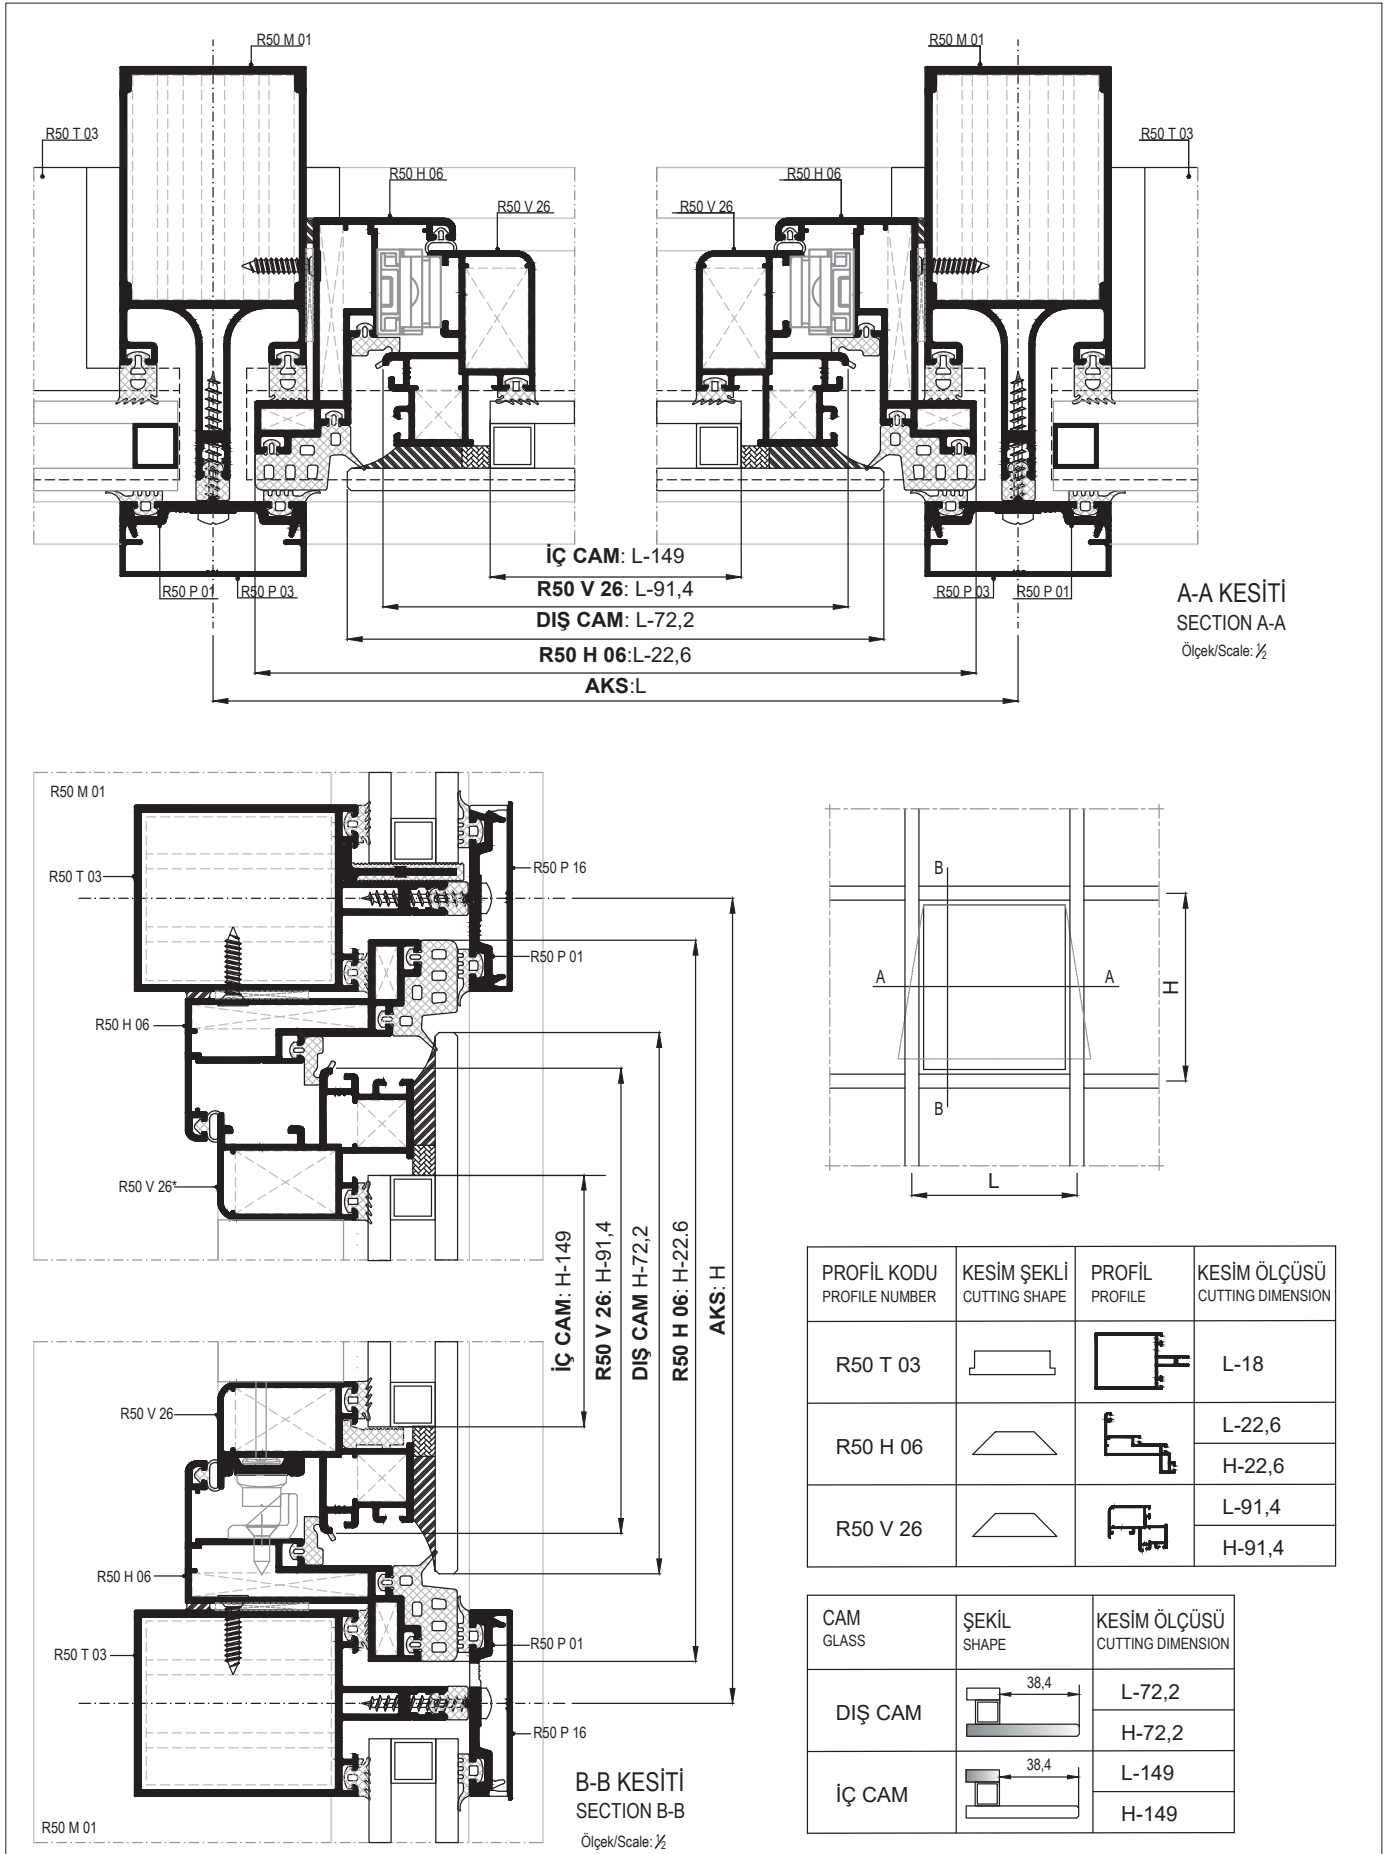 R50 M 01
R50 M 01
R50 T 03
R50 T 03
R50 H 06
R50 H 06
R50 V 26
R50 V 26
İÇ CAM: L-149
R50 V 26: L-91,4
DIŞ CAM: L-72,2
R50 H 06:L-22,6
AKS:L
R50 P 01
R50 P 03
R50 P 03
R50 P 01
A-A KESİTİ
SECTION A-A
Ölçek/Scale: ½
R50 M 01
R50 T 03
R50 P 16
R50 P 01
R50 H 06
R50 V 26*
İÇ CAM: H-149
R50 V 26: H-91,4
DIŞ CAM H-72,2
R50 H 06: H-22.6
AKS: H
R50 V 26
R50 H 06
R50 T 03
R50 P 01
R50 P 16
R50 M 01
B-B KESİTİ
SECTION B-B
Ölçek/Scale: ½
B
A
A
H
B
L
PROFİL KODU
PROFILE NUMBER
KESİM ŞEKLİ
CUTTING SHAPE
PROFİL
PROFILE
KESİM ÖLÇÜSÜ
CUTTING DIMENSION
R50 T 03
L-18
R50 H 06
L-22,6
H-22,6
R50 V 26
L-91,4
H-91,4
CAM
GLASS
ŞEKİL
SHAPE
KESİM ÖLÇÜSÜ
CUTTING DIMENSION
DIŞ CAM
38,4
L-72,2
H-72,2
İÇ CAM
38,4
L-149
H-149